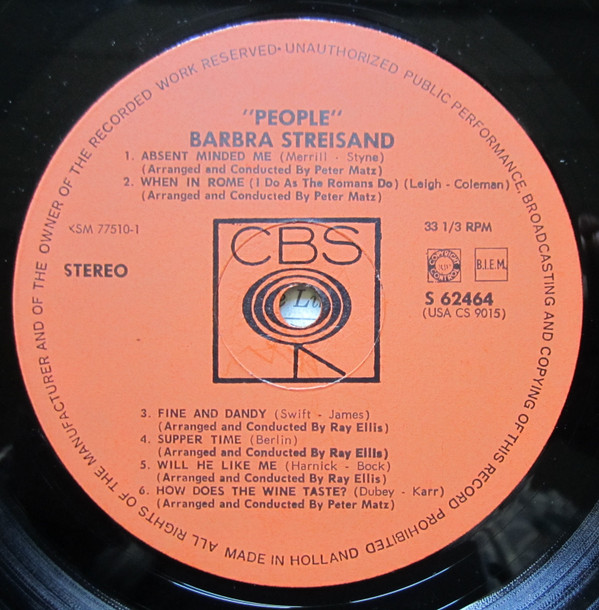 "PEOPLE"
BARBRA STREISAND
1. ABSENT MINDED ME (Merrill - Styne)
(Arranged and Conducted By Peter Matz)
2. WHEN IN ROME (I Do As The Romans Do) (Leigh - Coleman)
(Arranged and Conducted By Peter Matz)
KSM 77510-1
33 1/3 RPM
STEREO
CBS
COPYRIGHT
CONTROL
B.I.E.M.
S 62464
(USA CS 9015)
3. FINE AND DANDY (Swift - James)
(Arranged and Conducted By Ray Ellis)
4. SUPPER TIME (Berlin)
(Arranged and Conducted By Ray Ellis)
5. WILL HE LIKE ME (Harnick - Bock)
(Arranged and Conducted By Ray Ellis)
6. HOW DOES THE WINE TASTE? (Dubey - Karr)
(Arranged and Conducted By Peter Matz)
ALL RIGHTS OF THE MANUFACTURER AND OF THE OWNER OF THE RECORDED WORK RESERVED · UNAUTHORIZED PUBLIC PERFORMANCE, BROADCASTING AND COPYING OF THIS RECORD PROHIBITED
MADE IN HOLLAND